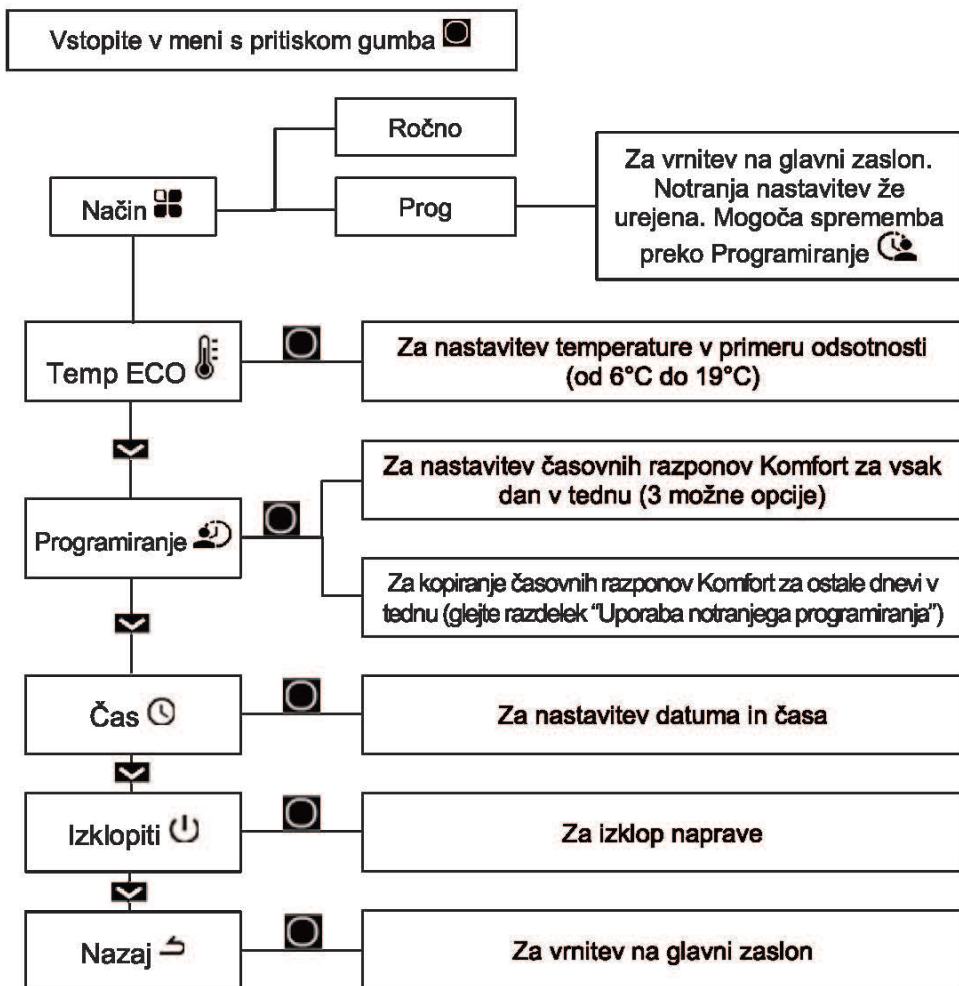 Vstopite v meni s pritiskom gumba
Ročno
Način
Prog
Za vrnitev na glavni zaslon.
Notranja nastavitev že
urejena. Mogoča sprememba
preko Programiranje
Temp ECO
Za nastavitev temperature v primeru odsotnosti
(od 6°C do 19°C)
Programiranje
Za nastavitev časovnih razponov Komfort za vsak
dan v tednu (3 možne opcije)
Za kopiranje časovnih razponov Komfort za ostale dnevi v
tednu (glejte razdelek “Uporaba notranjega programiranja”)
Čas
Za nastavitev datuma in časa
Izklopiti
Za izklop naprave
Nazaj
Za vrnitev na glavni zaslon